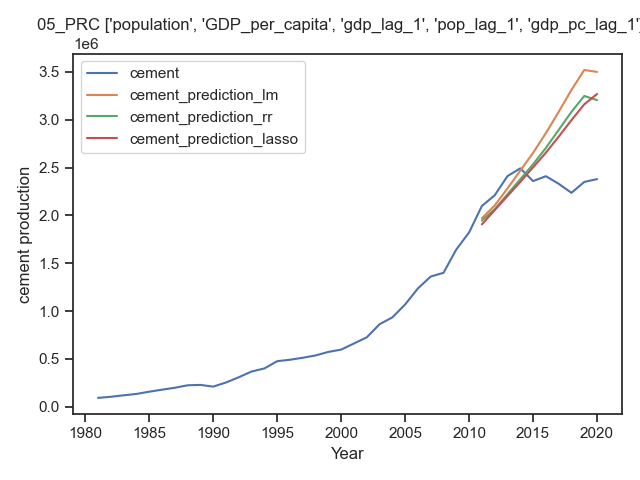 05_PRC ['population', 'GDP_per_capita', 'gdp_lag_1', 'pop_lag_1', 'gdp_pc_lag_1'
1e6
cement
cement_prediction_lm
cement_prediction_rr
cement_prediction_lasso
3.5
3.0
2.5
2.0
1.5
1.0
0.5
0.0
cement production
1980 1985 1990 1995 2000 2005 2010 2015 2020
Year